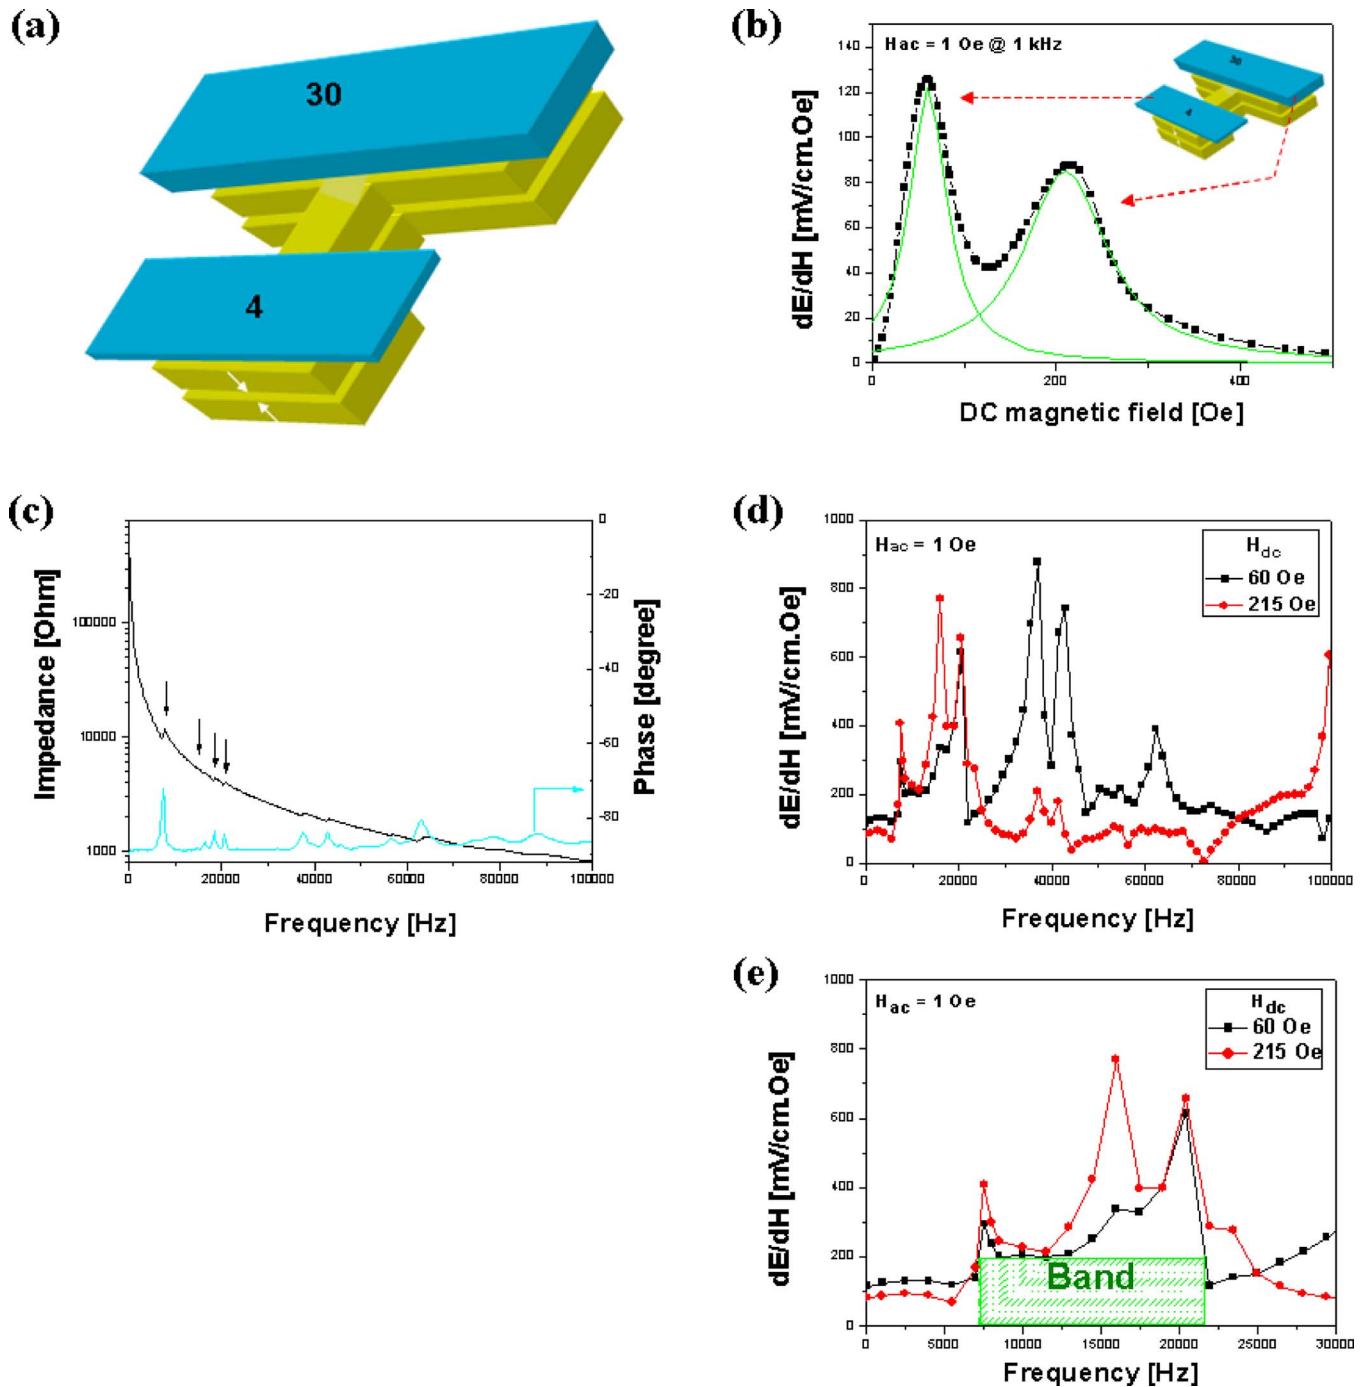 (a)
30
4
(b)
Hac = 1 Oe @ 1 kHz
30
4
140
120
100
80
60
40
20
0
0
200
400
dE/dH [mV/cm.Oe]
DC magnetic field [Oe]
(c)
100000
10000
1000
0
-20
-40
-60
-80
0
20000
40000
60000
80000
100000
Impedance [Ohm]
Phase [degree]
Frequency [Hz]
(d)
Hac = 1 Oe
Hdc
60 Oe
215 Oe
1000
800
600
400
200
0
0
20000
40000
60000
80000
100000
dE/dH [mV/cm.Oe]
Frequency [Hz]
(e)
Hac = 1 Oe
Hdc
60 Oe
215 Oe
1000
800
600
400
200
0
Band
0
5000
10000
15000
20000
25000
30000
dE/dH [mV/cm.Oe]
Frequency [Hz]